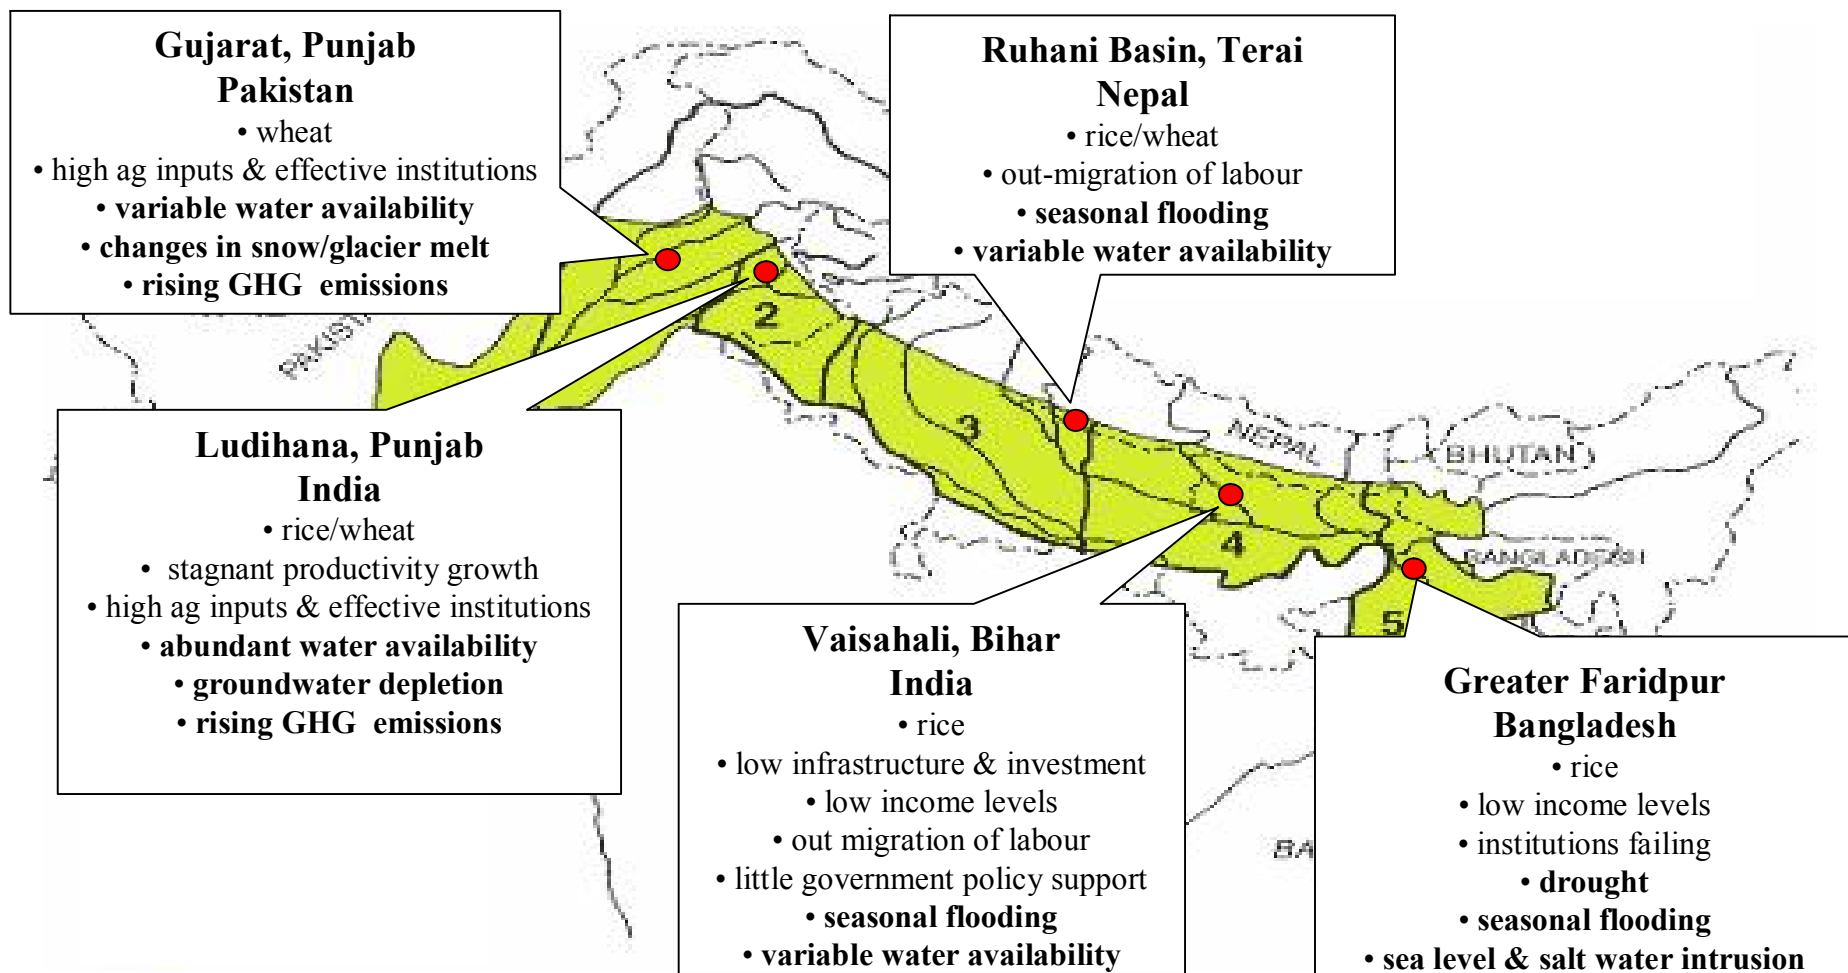 Gujarat, Punjab
Pakistan
• wheat
• high ag inputs & effective institutions
• variable water availability
• changes in snow/glacier melt
• rising GHG  emissions
Ruhani Basin, Terai
Nepal
• rice/wheat
• out-migration of labour
• seasonal flooding
• variable water availability
2
3
NEPAL
BHUTAN
BANGLADESH
4
5
Ludihana, Punjab
India
• rice/wheat
• stagnant productivity growth
• high ag inputs & effective institutions
• abundant water availability
• groundwater depletion
• rising GHG  emissions
Vaisahali, Bihar
India
• rice
• low infrastructure & investment
• low income levels
• out migration of labour
• little government policy support
• seasonal flooding
• variable water availability
Greater Faridpur
Bangladesh
• rice
• low income levels
• institutions failing
• drought
• seasonal flooding
• sea level & salt water intrusion